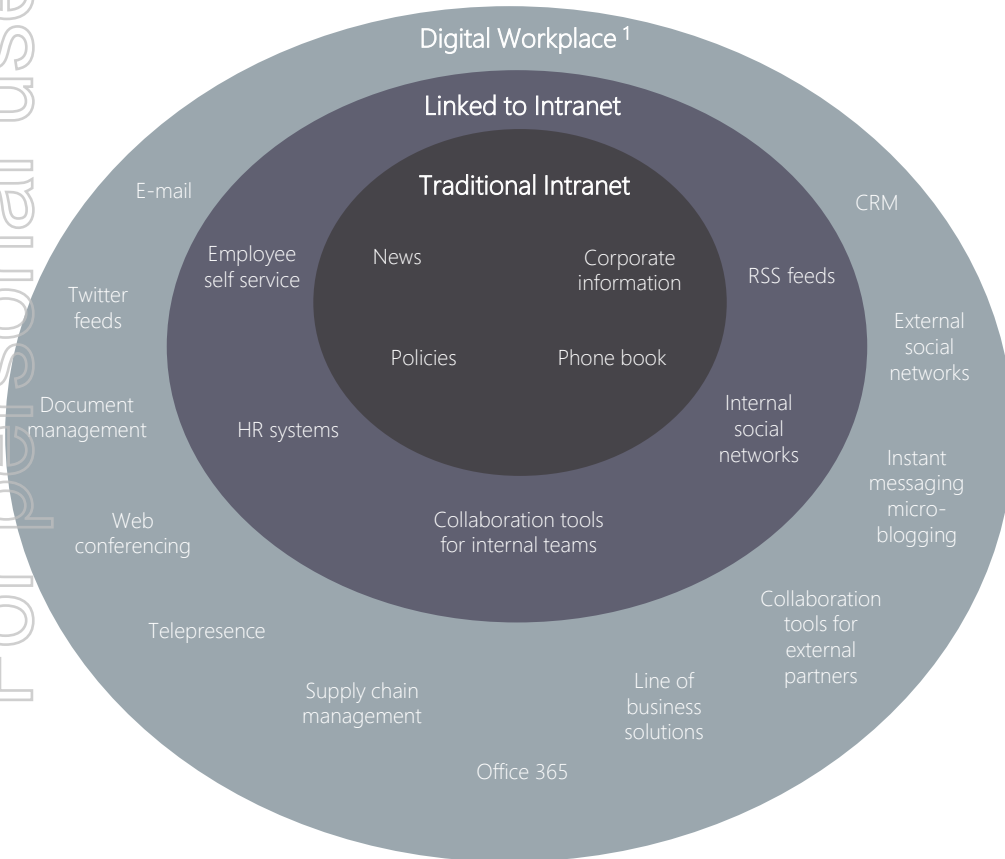 Digital Workplace 1
Linked to Intranet
Traditional Intranet
E-mail
CRM
Employee
self service
News
Corporate
information
RSS feeds
Twitter
feeds
External
social
networks
Policies
Phone book
Document
management
HR systems
Internal
social
networks
Instant
messaging
micro-
blogging
Web
conferencing
Collaboration tools
for internal teams
Telepresence
Collaboration
tools for
external
partners
Supply chain
management
Line of
business
solutions
Office 365
For personal use